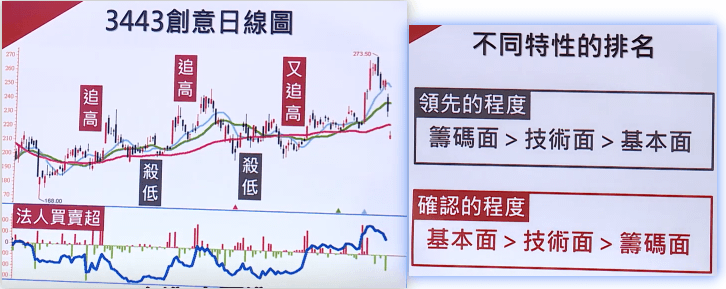 3443創意日線圖
273.50
270
260
250
240
230
220
210
200
190
180
追高
追高
又追高
殺低
殺低
168.00
法人買賣超
0
不同特性的排名
領先的程度
籌碼面 > 技術面 > 基本面
確認的程度
基本面 > 技術面 > 籌碼面